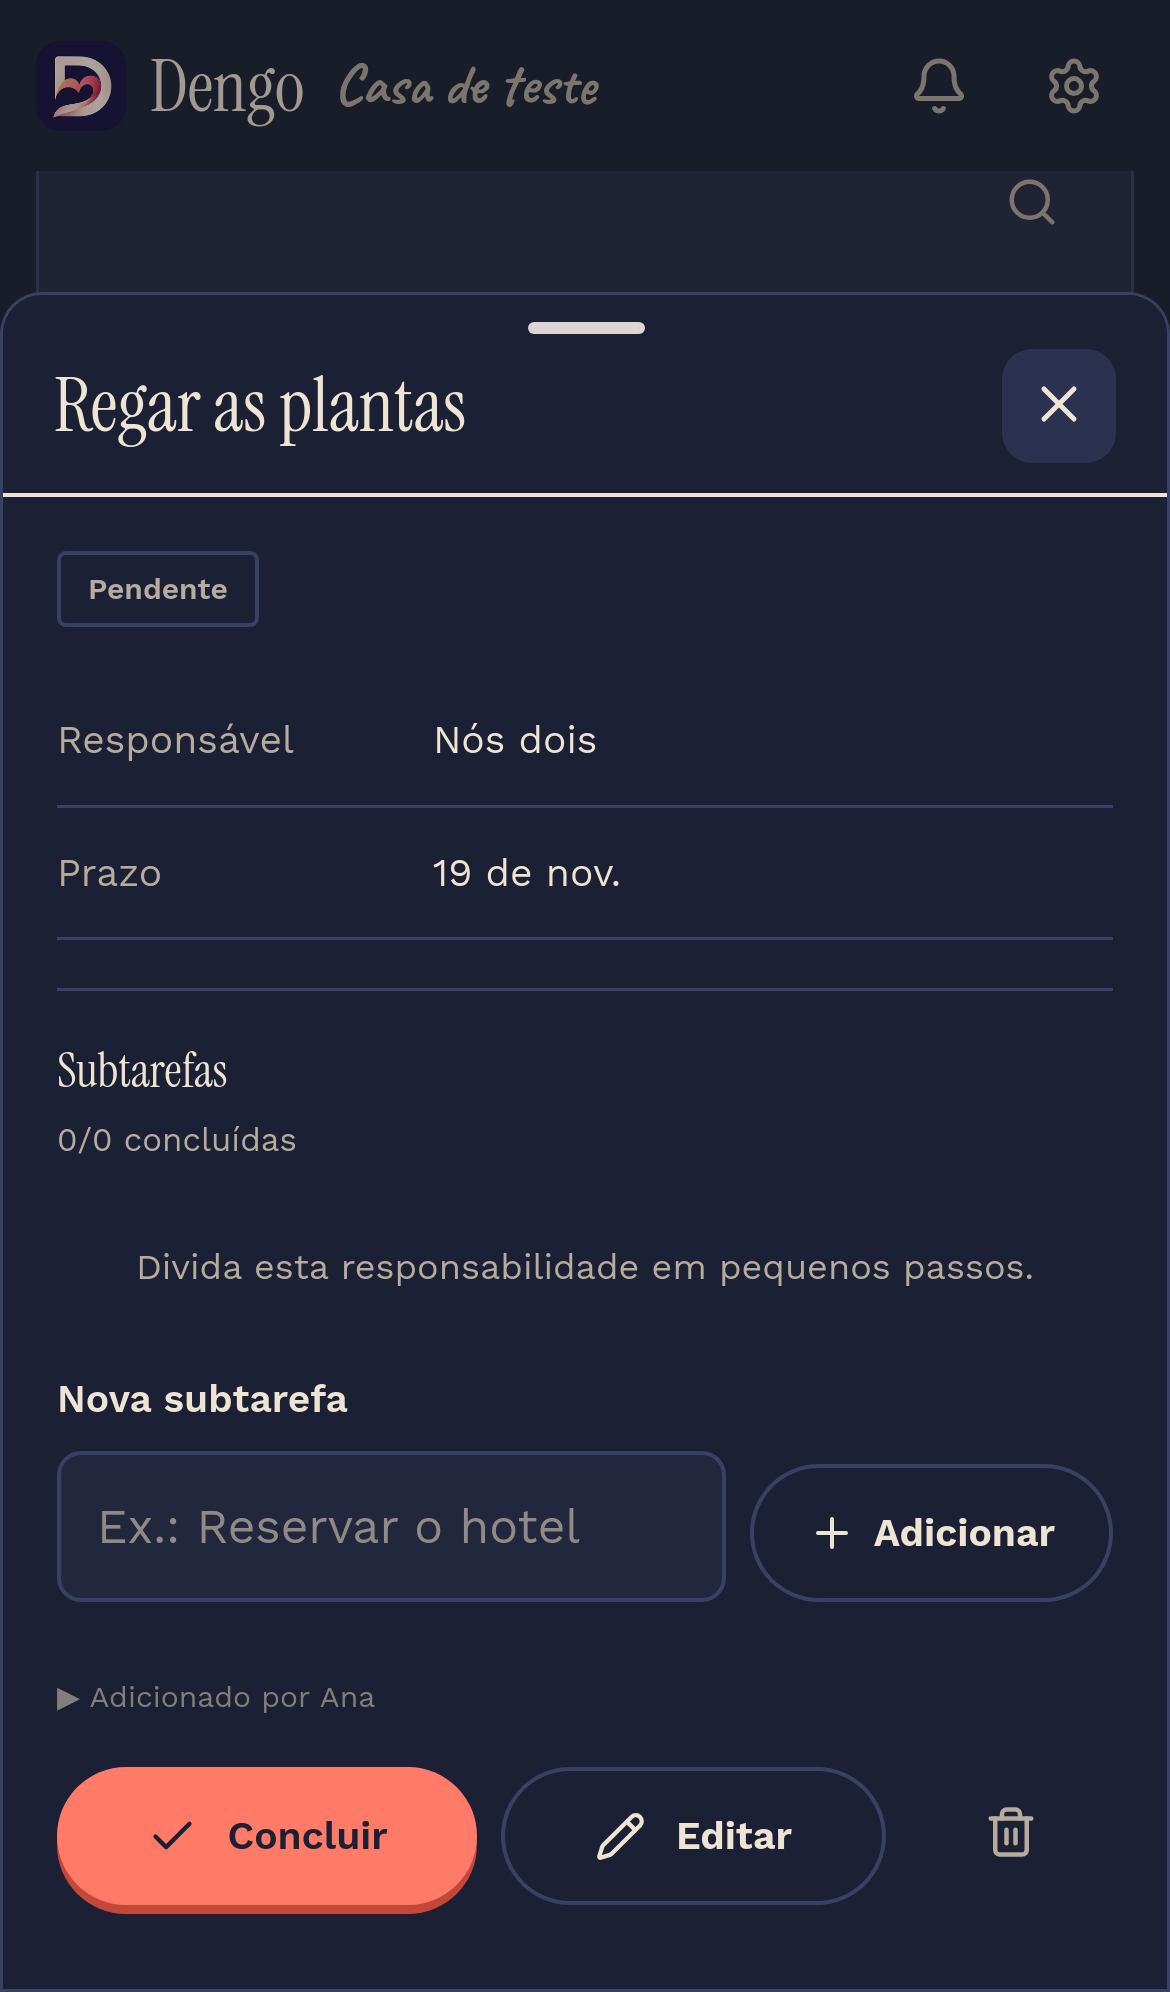 Dengo Casa de teste
Regar as plantas
Pendente
Responsável Nós dois
Prazo 19 de nov.
Subtarefas
0/0 concluídas
Divida esta responsabilidade em pequenos passos.
Nova subtarefa
Ex.: Reservar o hotel
Adicionar
▶ Adicionado por Ana
Concluir
Editar